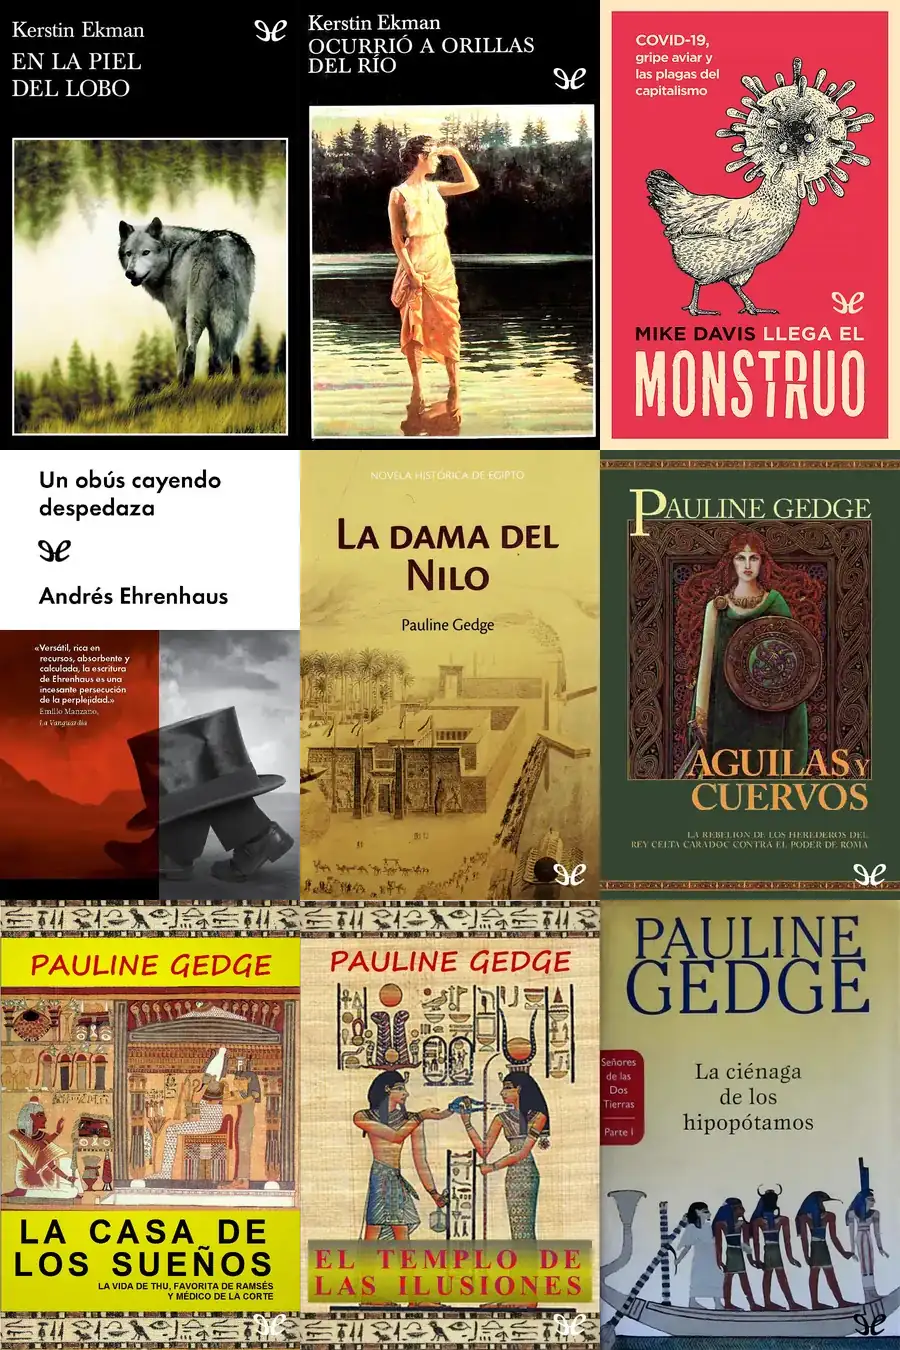 Kerstin Ekman
EN LA PIEL
DEL LOBO
Kerstin Ekman
OCURRIÓ A ORILLAS
DEL RÍO
COVID-19,
gripe aviar y
las plagas del
capitalismo
MIKE DAVIS LLEGA EL
MONSTRUO
Un obús cayendo
despedaza
Andrés Ehrenhaus
«Versátil, rica en
recursos, absorbente y
calculada, la escritura
de Ehrenhaus es una
incesante persecución
de la perplejidad.»
Emilio Manzano,
La Vanguardia
NOVELA HISTÓRICA DE EGIPTO
LA DAMA DEL
NILO
Pauline Gedge
PAULINE GEDGE
AGUILAS Y
CUERVOS
LA REBELION DE LOS HEREDEROS DEL
REY CELTA CARADOC CONTRA EL PODER DE ROMA
PAULINE GEDGE
LA CASA DE
LOS SUEÑOS
LA VIDA DE THU, FAVORITA DE RAMSÉS
Y MÉDICO DE LA CORTE
PAULINE GEDGE
EL TEMPLO DE
LAS ILUSIONES
PAULINE
GEDGE
Señores
de las
Dos
Tierras
Parte I
La ciénaga
de los
hipopótamos